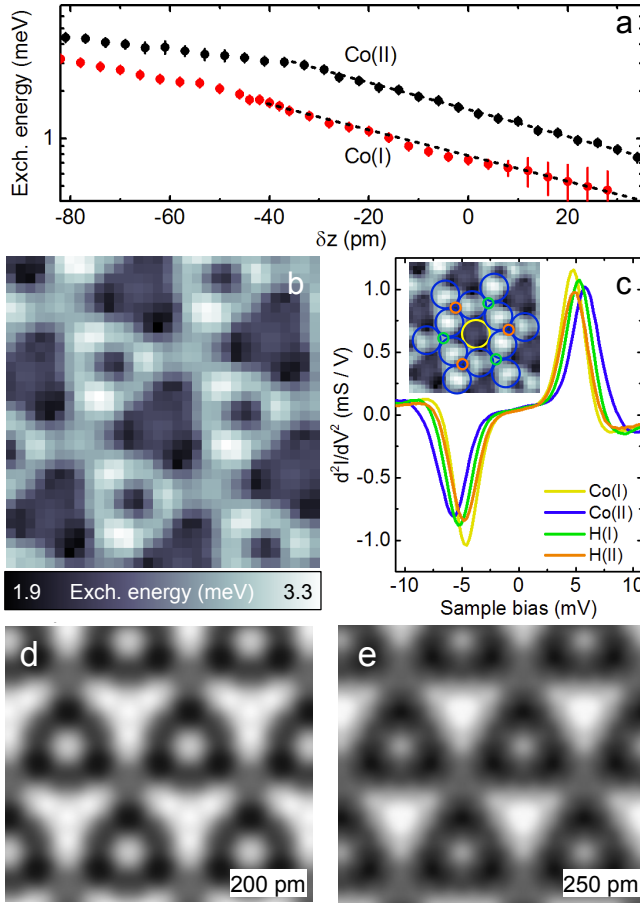 a
Exch. energy (meV)
1
Co(II)
Co(I)
-80 -60 -40 -20 0 20
δz (pm)
b
1.9 Exch. energy (meV) 3.3
c
d²I/dV² (mS / V)
1.0
0.5
0.0
-0.5
-1.0
Co(I)
Co(II)
H(I)
H(II)
-10 -5 0 5 10
Sample bias (mV)
d
200 pm
e
250 pm